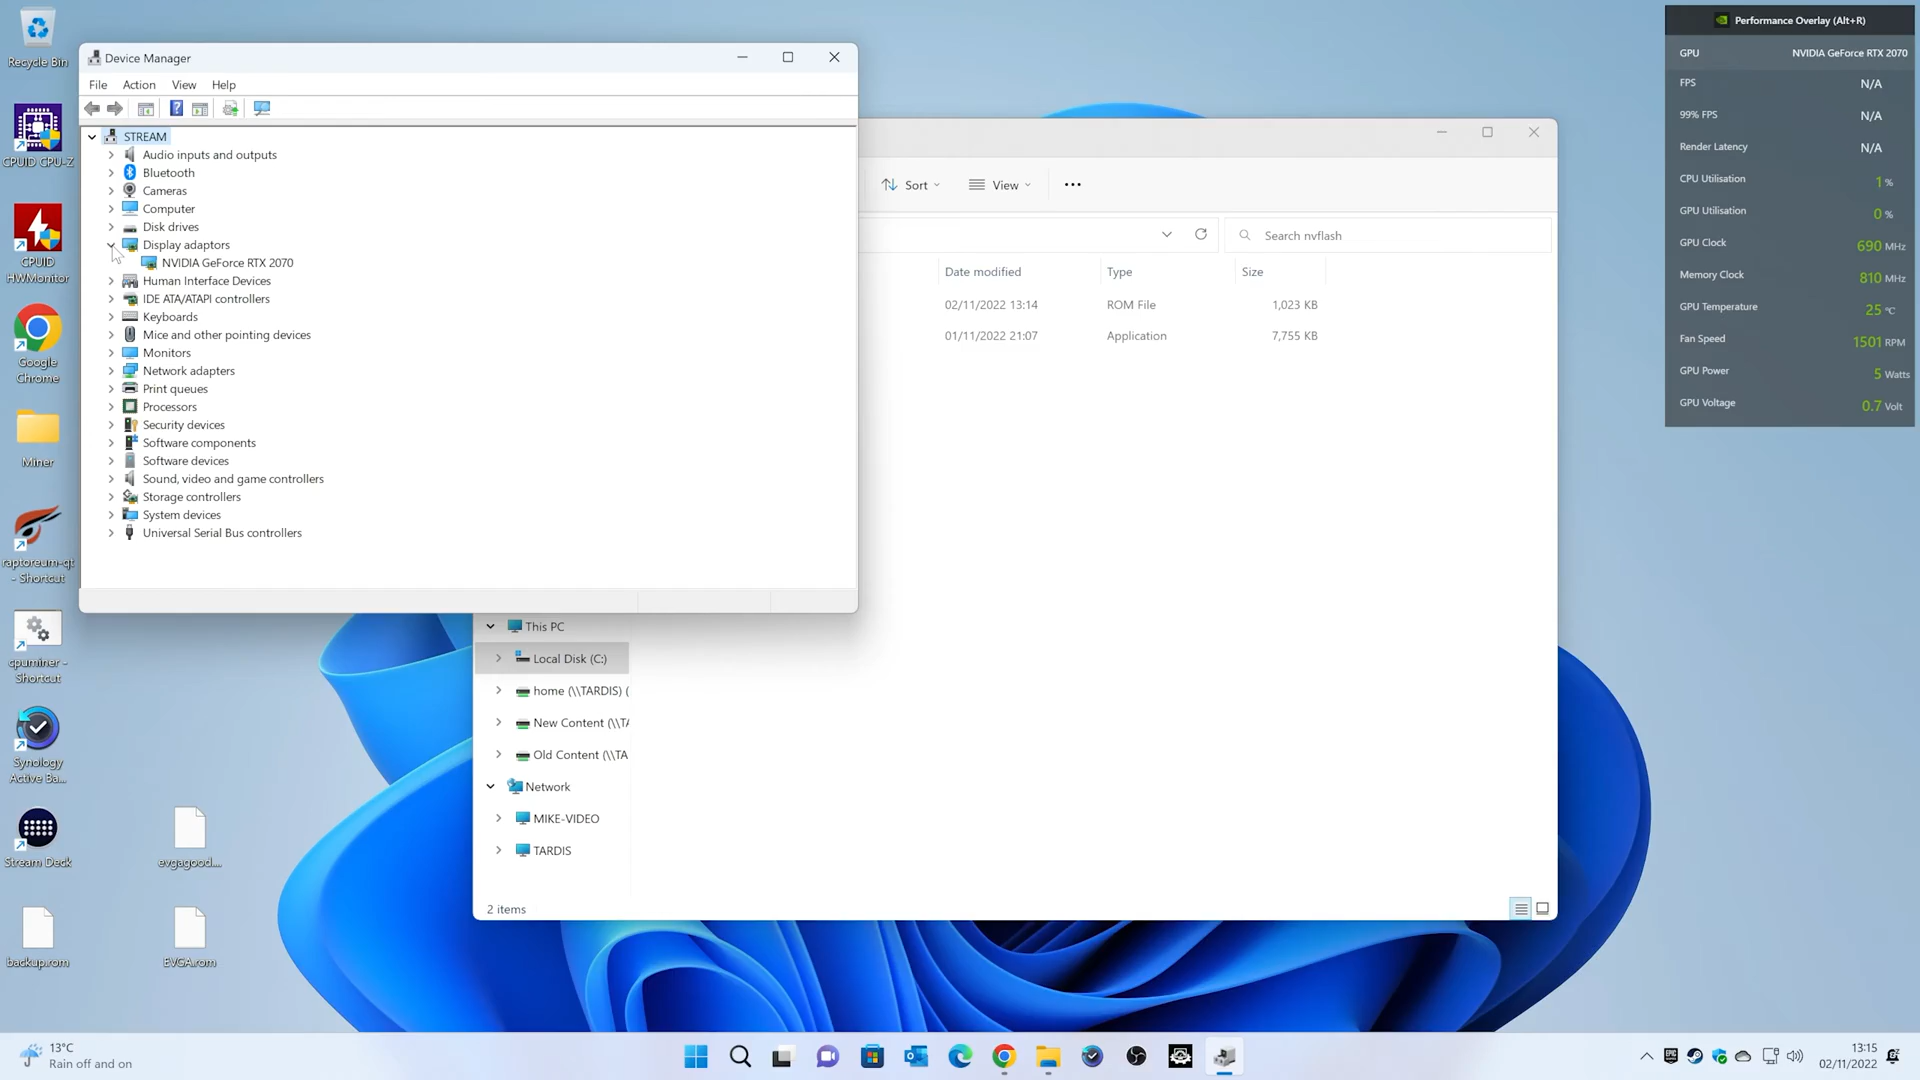 Recycle Bin
CPUID CPU-Z
CPUID
HWMonitor
Google
Chrome
Miner
raptoreum-qt
- Shortcut
cpuminer -
Shortcut
Synology
Active Ba...
Stream Deck
evgagood....
backup.rom
EVGA.rom
Device Manager
File Action View Help
STREAM
Audio inputs and outputs
Bluetooth
Cameras
Computer
Disk drives
Display adaptors
NVIDIA GeForce RTX 2070
Human Interface Devices
IDE ATA/ATAPI controllers
Keyboards
Mice and other pointing devices
Monitors
Network adapters
Print queues
Processors
Security devices
Software components
Software devices
Sound, video and game controllers
Storage controllers
System devices
Universal Serial Bus controllers
Sort View
Search nvflash
Date modified Type Size
02/11/2022 13:14 ROM File 1,023 KB
01/11/2022 21:07 Application 7,755 KB
This PC
Local Disk (C:)
home (\\TARDIS) (
New Content (\\TA
Old Content (\\TA
Network
MIKE-VIDEO
TARDIS
2 items
Performance Overlay (Alt+R)
GPU NVIDIA GeForce RTX 2070
FPS N/A
99% FPS N/A
Render Latency N/A
CPU Utilisation 1 %
GPU Utilisation 0 %
GPU Clock 690 MHz
Memory Clock 810 MHz
GPU Temperature 25 °C
Fan Speed 1501 RPM
GPU Power 5 Watts
GPU Voltage 0.7 Volt
13°C
Rain off and on
EPIC
13:15
02/11/2022